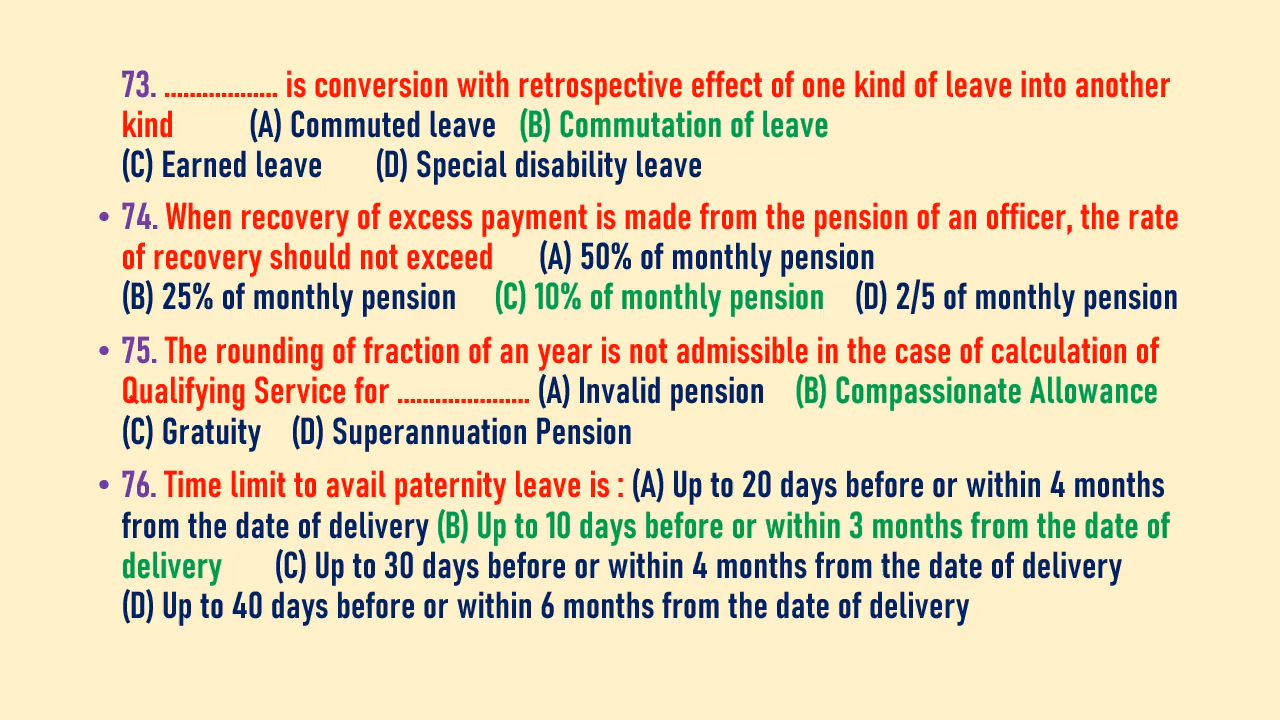 73. .................. is conversion with retrospective effect of one kind of leave into another
kind (A) Commuted leave (B) Commutation of leave
(C) Earned leave (D) Special disability leave
• 74. When recovery of excess payment is made from the pension of an officer, the rate
of recovery should not exceed (A) 50% of monthly pension
(B) 25% of monthly pension (C) 10% of monthly pension (D) 2/5 of monthly pension
• 75. The rounding of fraction of an year is not admissible in the case of calculation of
Qualifying Service for ..................... (A) Invalid pension (B) Compassionate Allowance
(C) Gratuity (D) Superannuation Pension
• 76. Time limit to avail paternity leave is : (A) Up to 20 days before or within 4 months
from the date of delivery (B) Up to 10 days before or within 3 months from the date of
delivery (C) Up to 30 days before or within 4 months from the date of delivery
(D) Up to 40 days before or within 6 months from the date of delivery